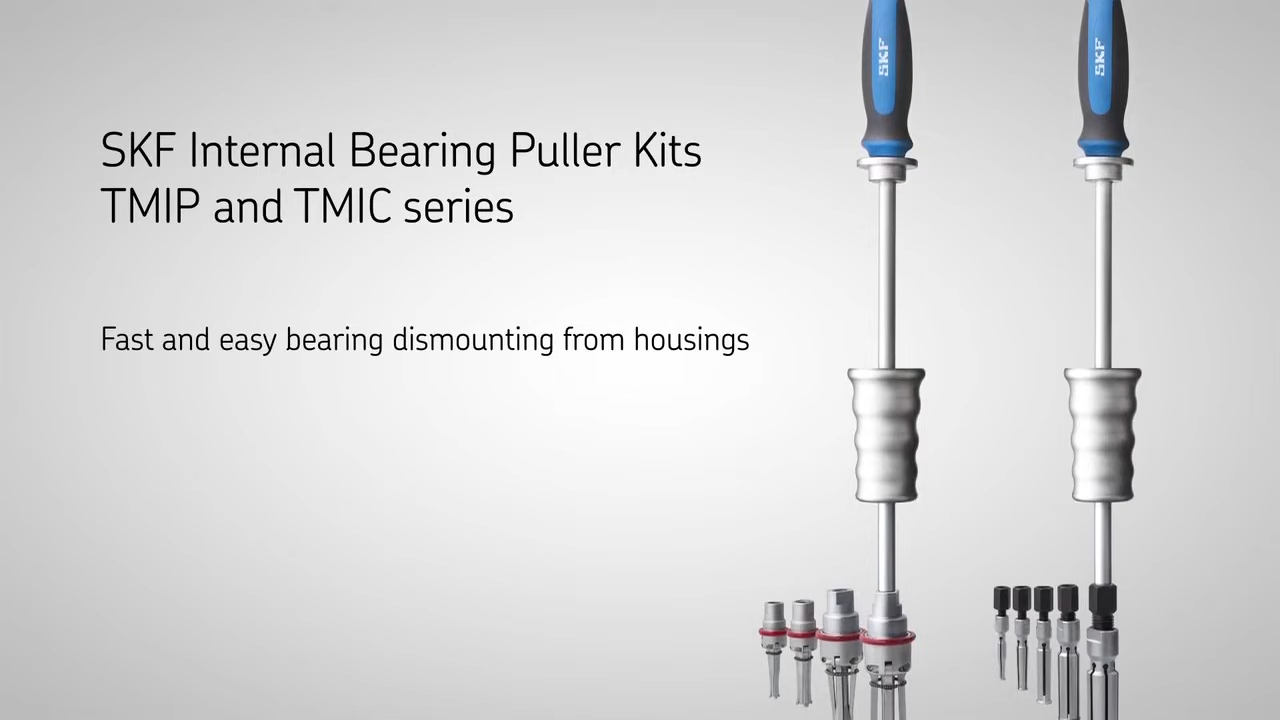 SKF Internal Bearing Puller Kits
TMIP and TMIC series
Fast and easy bearing dismounting from housings
SKF
SKF